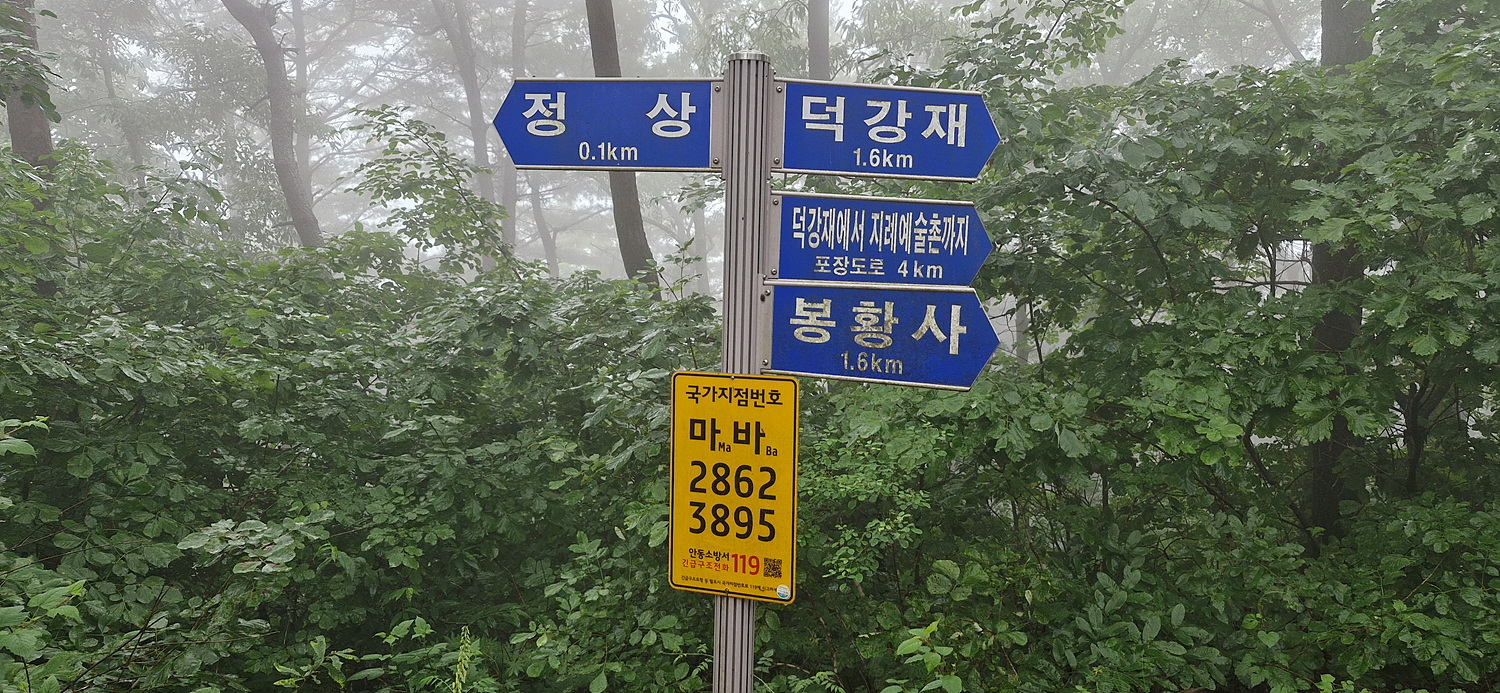 정 상
0.1km
덕강재
1.6km
덕강재에서 지례예술촌까지
포장도로 4km
봉황사
1.6km
국가지점번호
마Ma 바Ba
2862
3895
안동소방서
긴급구조전화 119